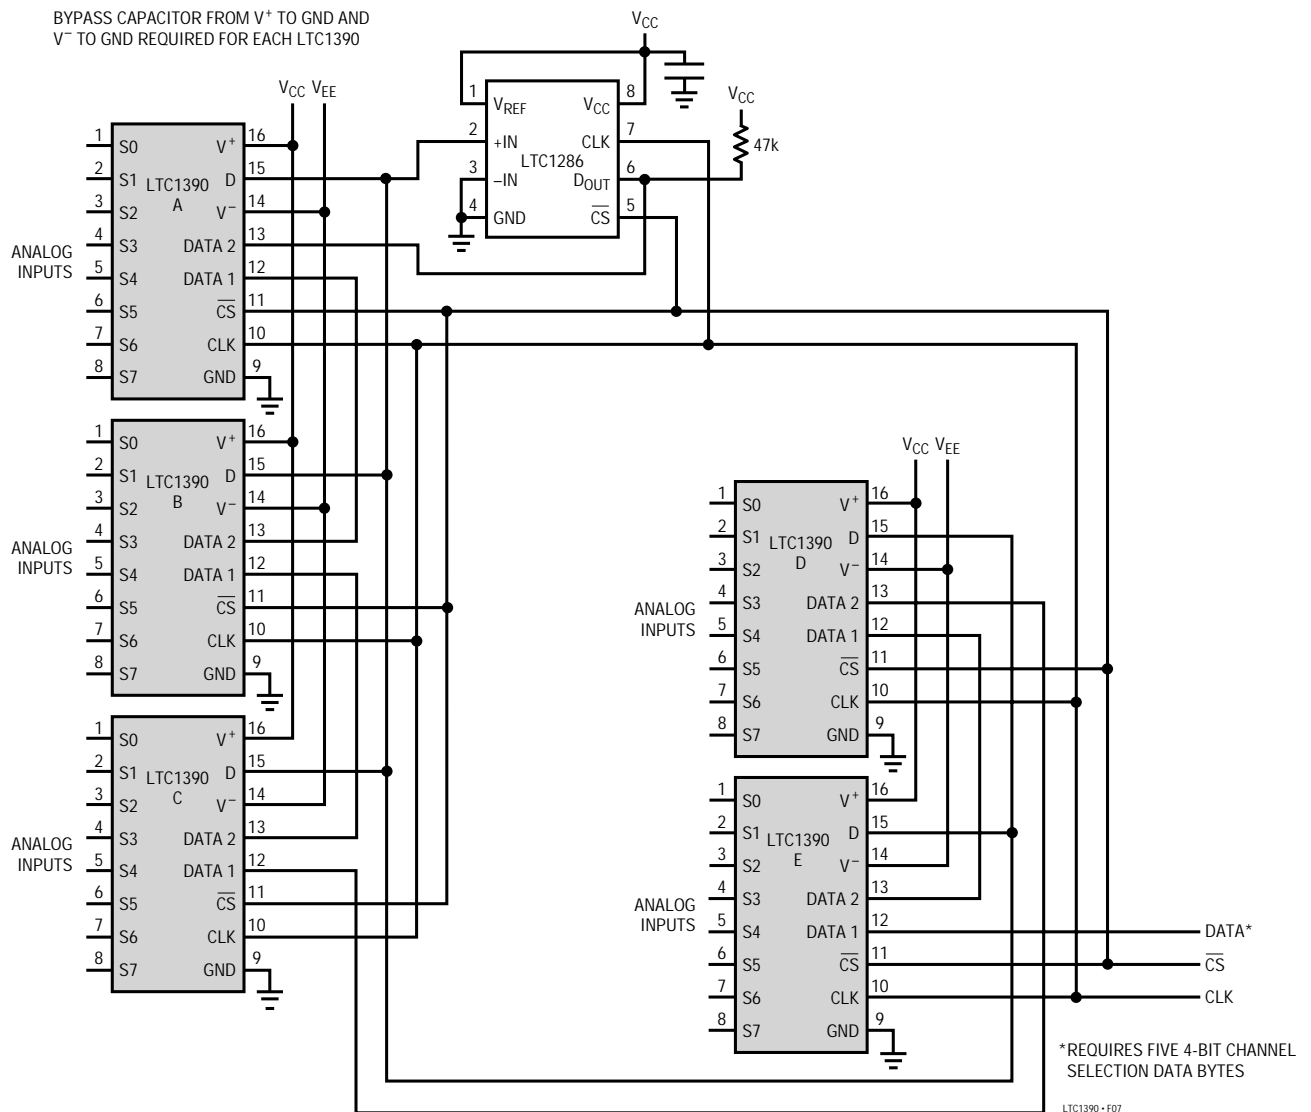 BYPASS CAPACITOR FROM V+ TO GND AND
V– TO GND REQUIRED FOR EACH LTC1390
VCC VEE
ANALOG
INPUTS
1 S0 V+ 16
2 S1 D 15
3 S2 V– 14
4 S3 DATA 2 13
5 S4 DATA 1 12
6 S5 CS 11
7 S6 CLK 10
8 S7 GND 9
LTC1390
A
VCC
1 VREF VCC 8
2 +IN CLK 7
3 –IN DOUT 6
4 GND CS 5
LTC1286
VCC
47k
ANALOG
INPUTS
1 S0 V+ 16
2 S1 D 15
3 S2 V– 14
4 S3 DATA 2 13
5 S4 DATA 1 12
6 S5 CS 11
7 S6 CLK 10
8 S7 GND 9
LTC1390
B
ANALOG
INPUTS
1 S0 V+ 16
2 S1 D 15
3 S2 V– 14
4 S3 DATA 2 13
5 S4 DATA 1 12
6 S5 CS 11
7 S6 CLK 10
8 S7 GND 9
LTC1390
C
VCC VEE
ANALOG
INPUTS
1 S0 V+ 16
2 S1 D 15
3 S2 V– 14
4 S3 DATA 2 13
5 S4 DATA 1 12
6 S5 CS 11
7 S6 CLK 10
8 S7 GND 9
LTC1390
D
ANALOG
INPUTS
1 S0 V+ 16
2 S1 D 15
3 S2 V– 14
4 S3 DATA 2 13
5 S4 DATA 1 12
6 S5 CS 11
7 S6 CLK 10
8 S7 GND 9
LTC1390
E
DATA*
CS
CLK
*REQUIRES FIVE 4-BIT CHANNEL
SELECTION DATA BYTES
LTC1390 • F07